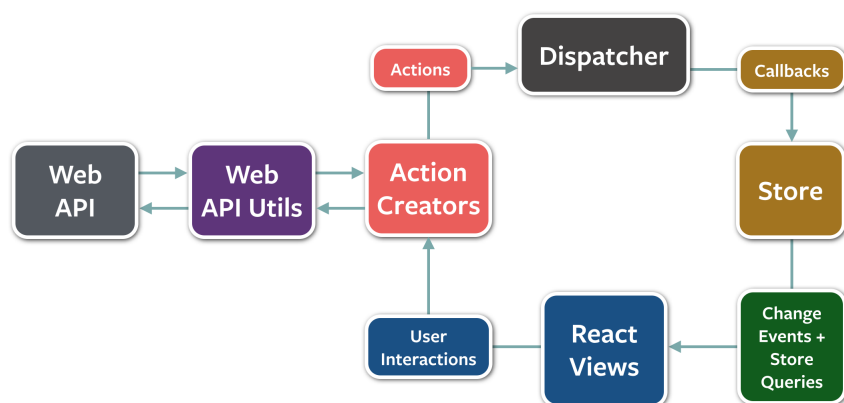 Actions
Dispatcher
Callbacks
Web
API
Web
API Utils
Action
Creators
Store
User
Interactions
React
Views
Change
Events +
Store
Queries